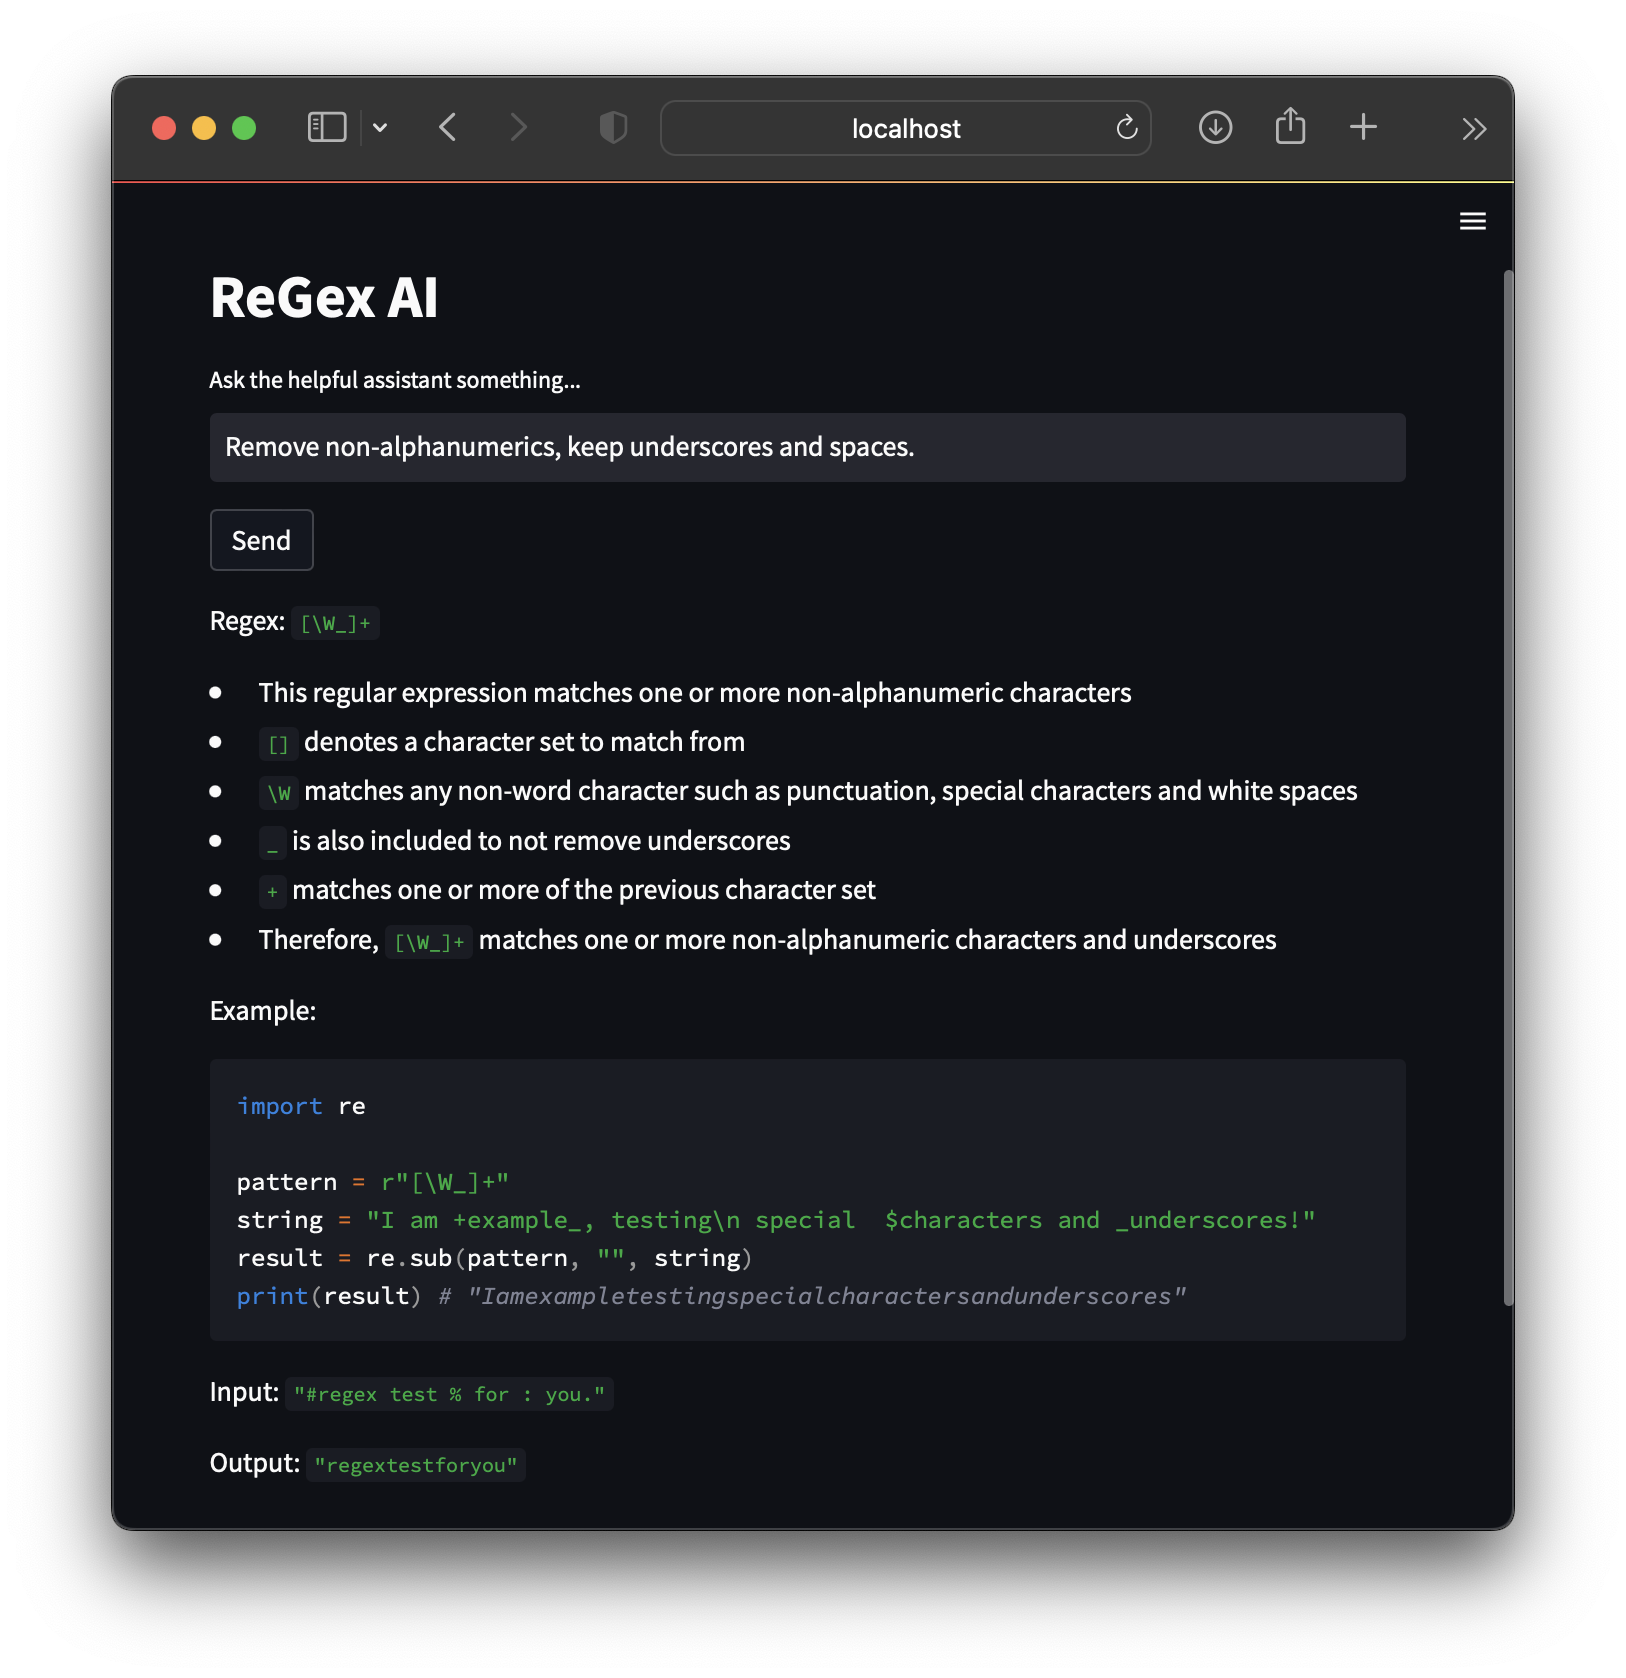 localhost
ReGex AI
Ask the helpful assistant something...
Remove non-alphanumerics, keep underscores and spaces.
Send
Regex: [\W_]+
This regular expression matches one or more non-alphanumeric characters
[] denotes a character set to match from
\W matches any non-word character such as punctuation, special characters and white spaces
_ is also included to not remove underscores
+ matches one or more of the previous character set
Therefore, [\W_]+ matches one or more non-alphanumeric characters and underscores
Example:
import re
pattern = r"[\W_]+"
string = "I am +example_, testing\n special  $characters and _underscores!"
result = re.sub(pattern, "", string)
print(result) # "Iamexampletestingspecialcharactersandunderscores"
Input: "#regex test % for : you."
Output: "regextestforyou"